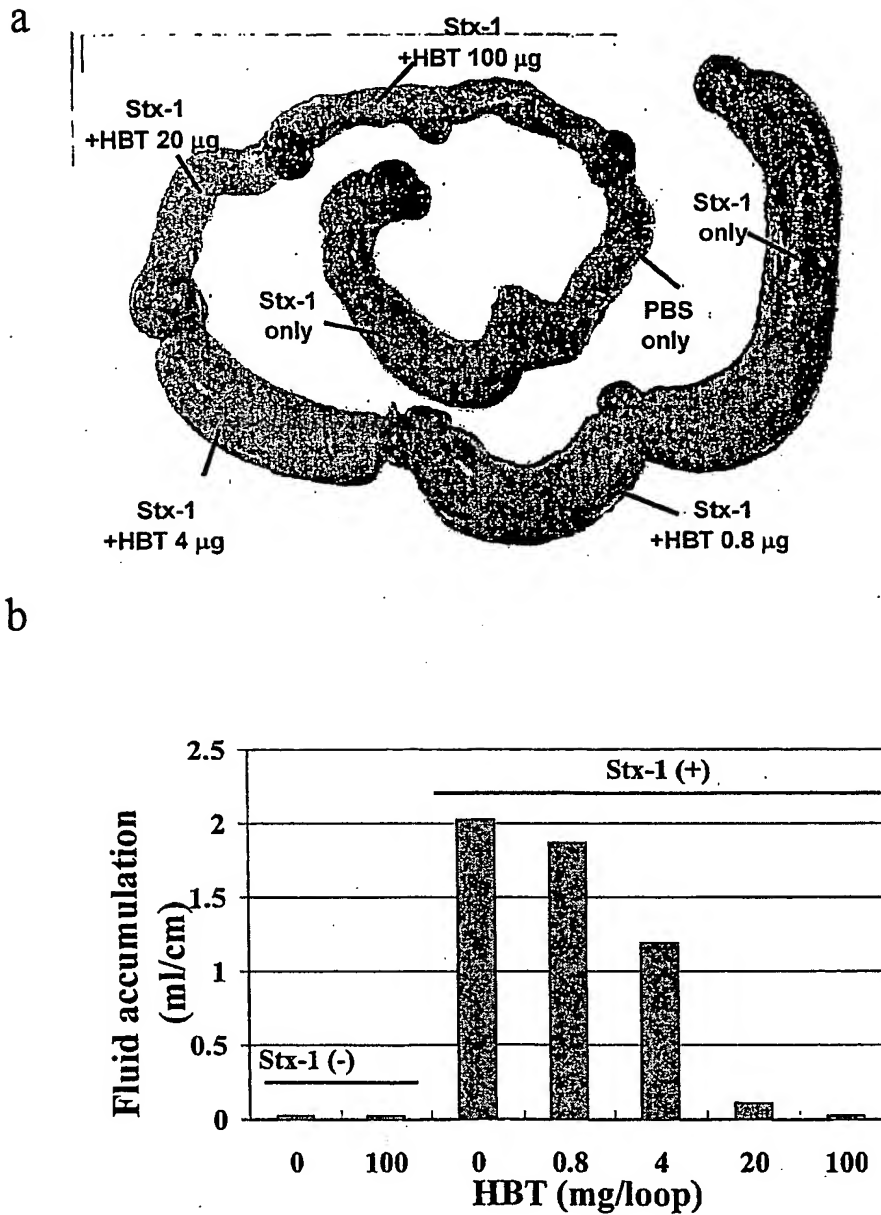 a
Stx-1
+HBT 100 µg
Stx-1
+HBT 20 µg
Stx-1
only
Stx-1
only
PBS
only
Stx-1
+HBT 4 µg
Stx-1
+HBT 0.8 µg
b
Fluid accumulation
(ml/cm)
2.5
2
1.5
1
0.5
0
Stx-1 (+)
Stx-1 (-)
0 100 0 0.8 4 20 100
HBT (mg/loop)